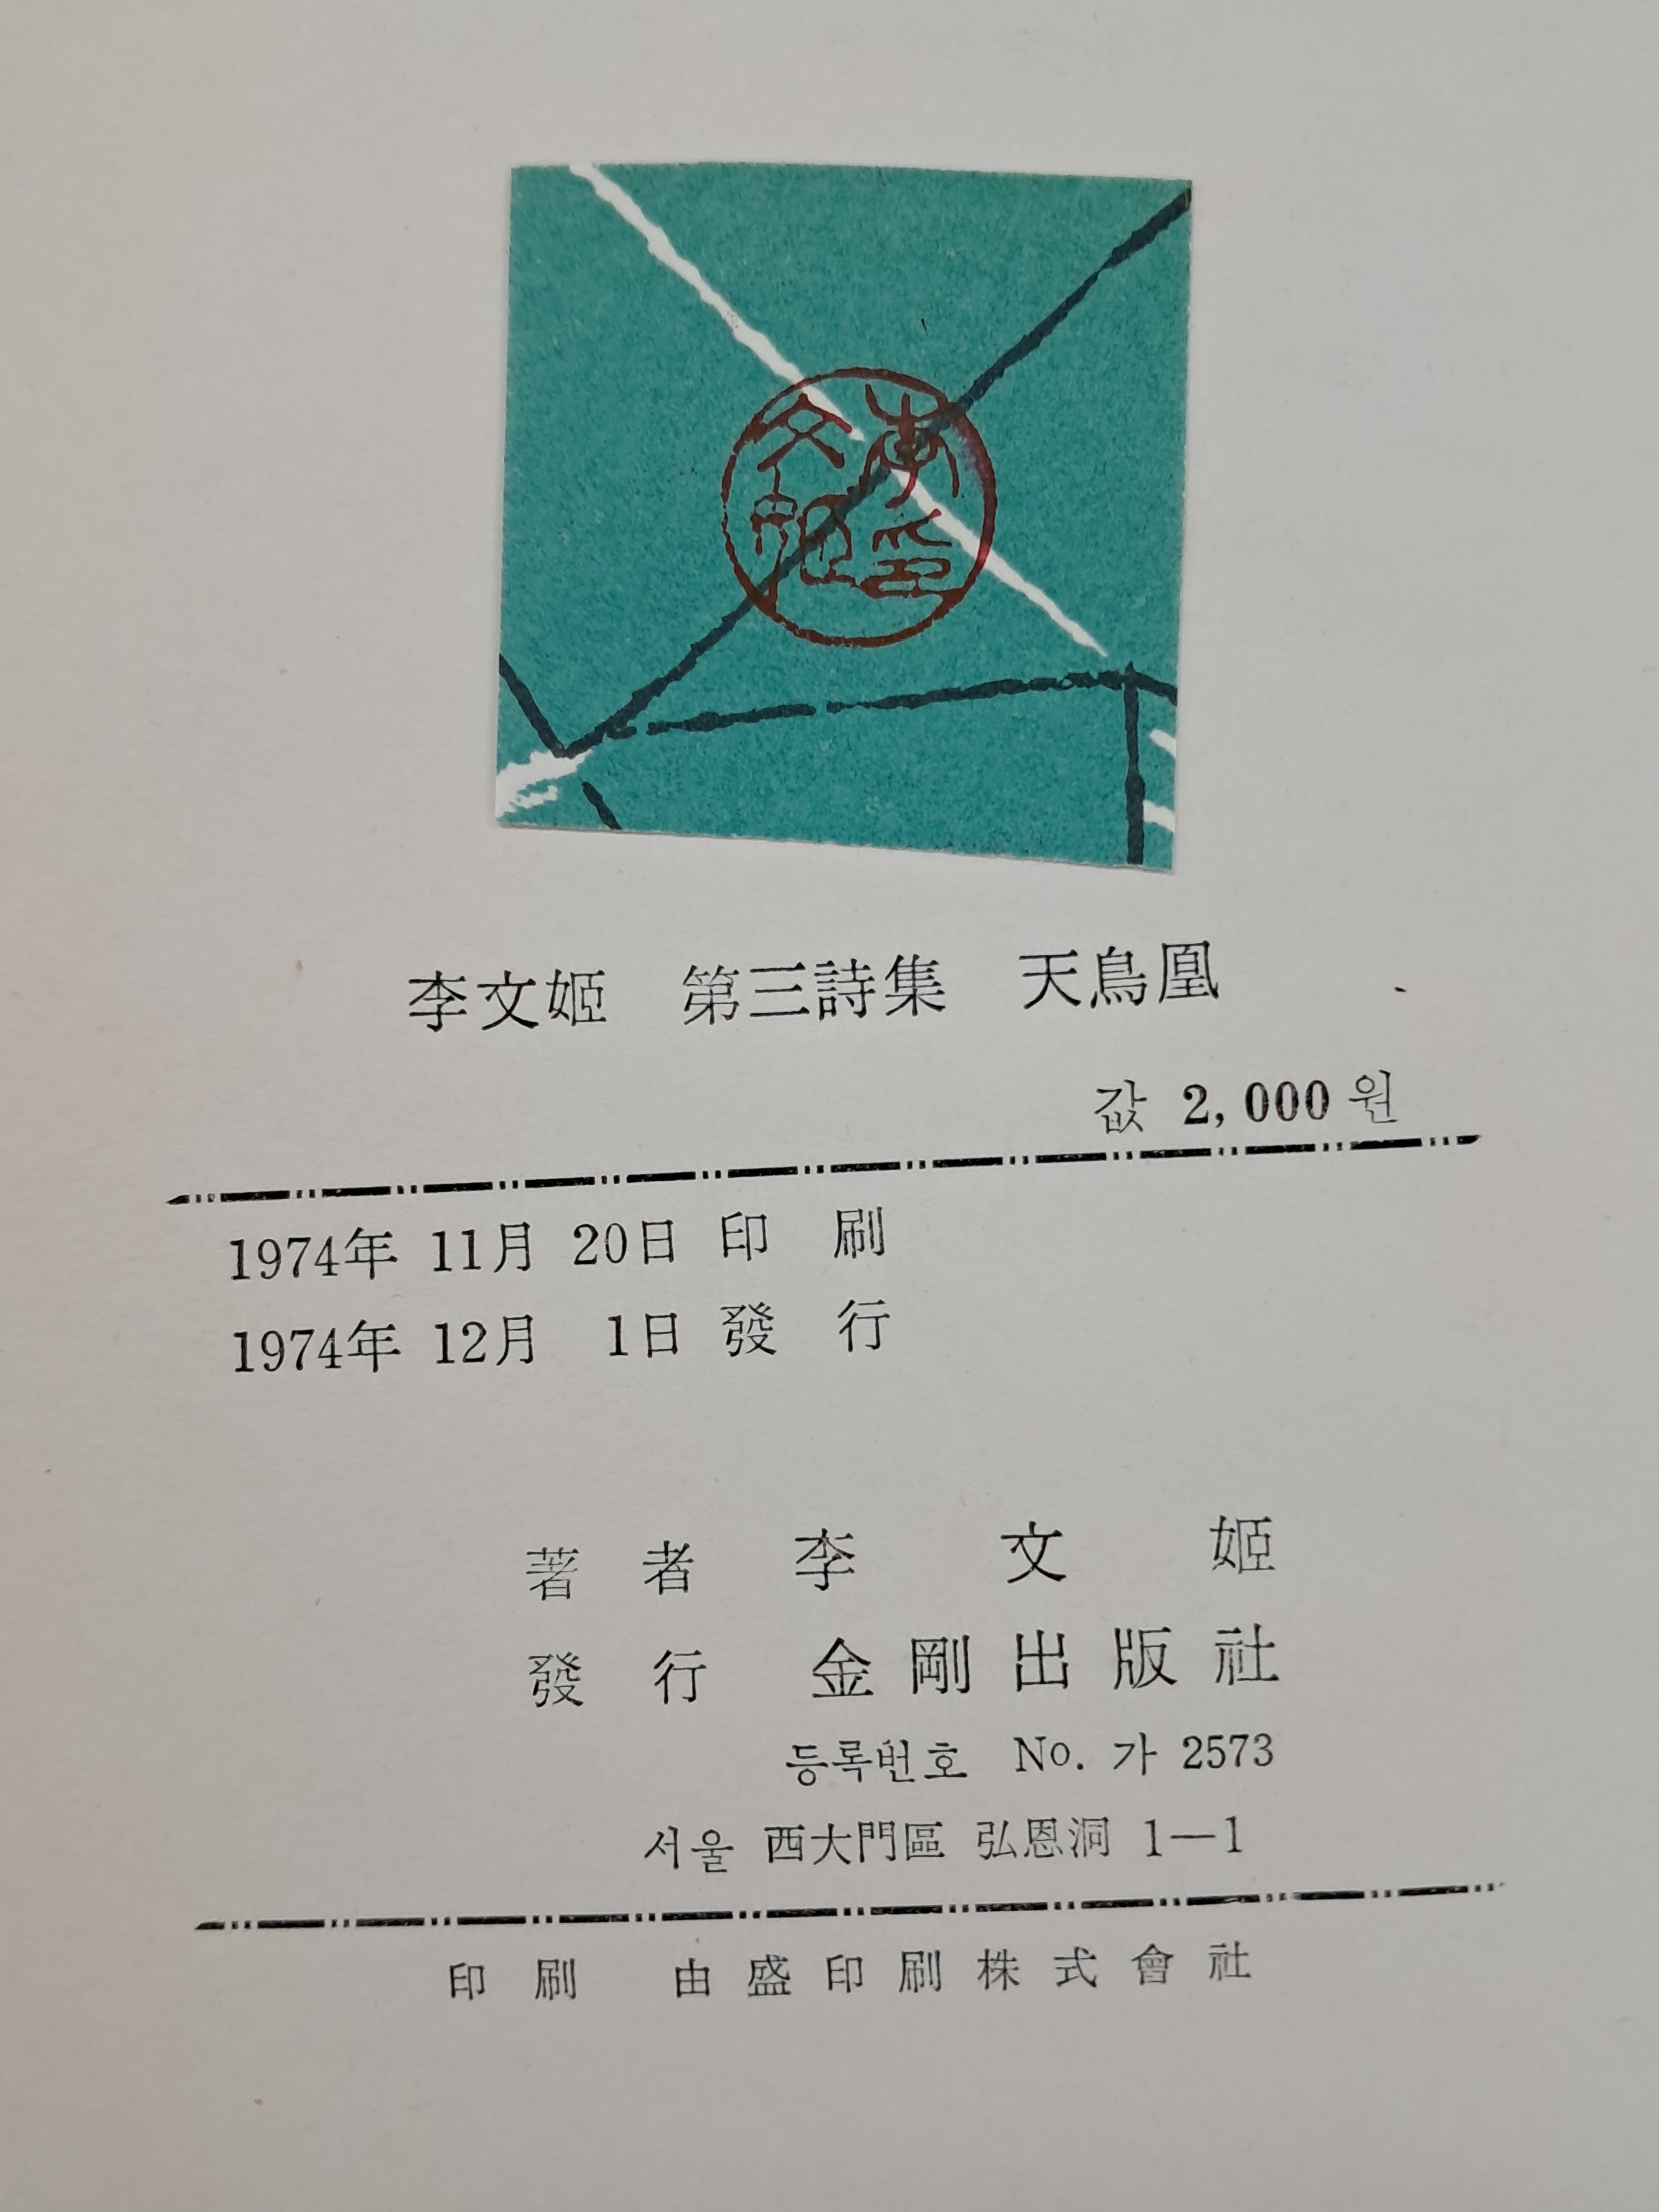 李文姬印
李文姬 第三詩集 天鳥凰
값 2,000원
1974年 11月 20日 印 刷
1974年 12月 1日 發 行
著 者 李 文 姬
發 行 金剛出版社
등록번호 No. 가 2573
서울 西大門區 弘恩洞 1—1
印 刷 由盛印刷株式會社